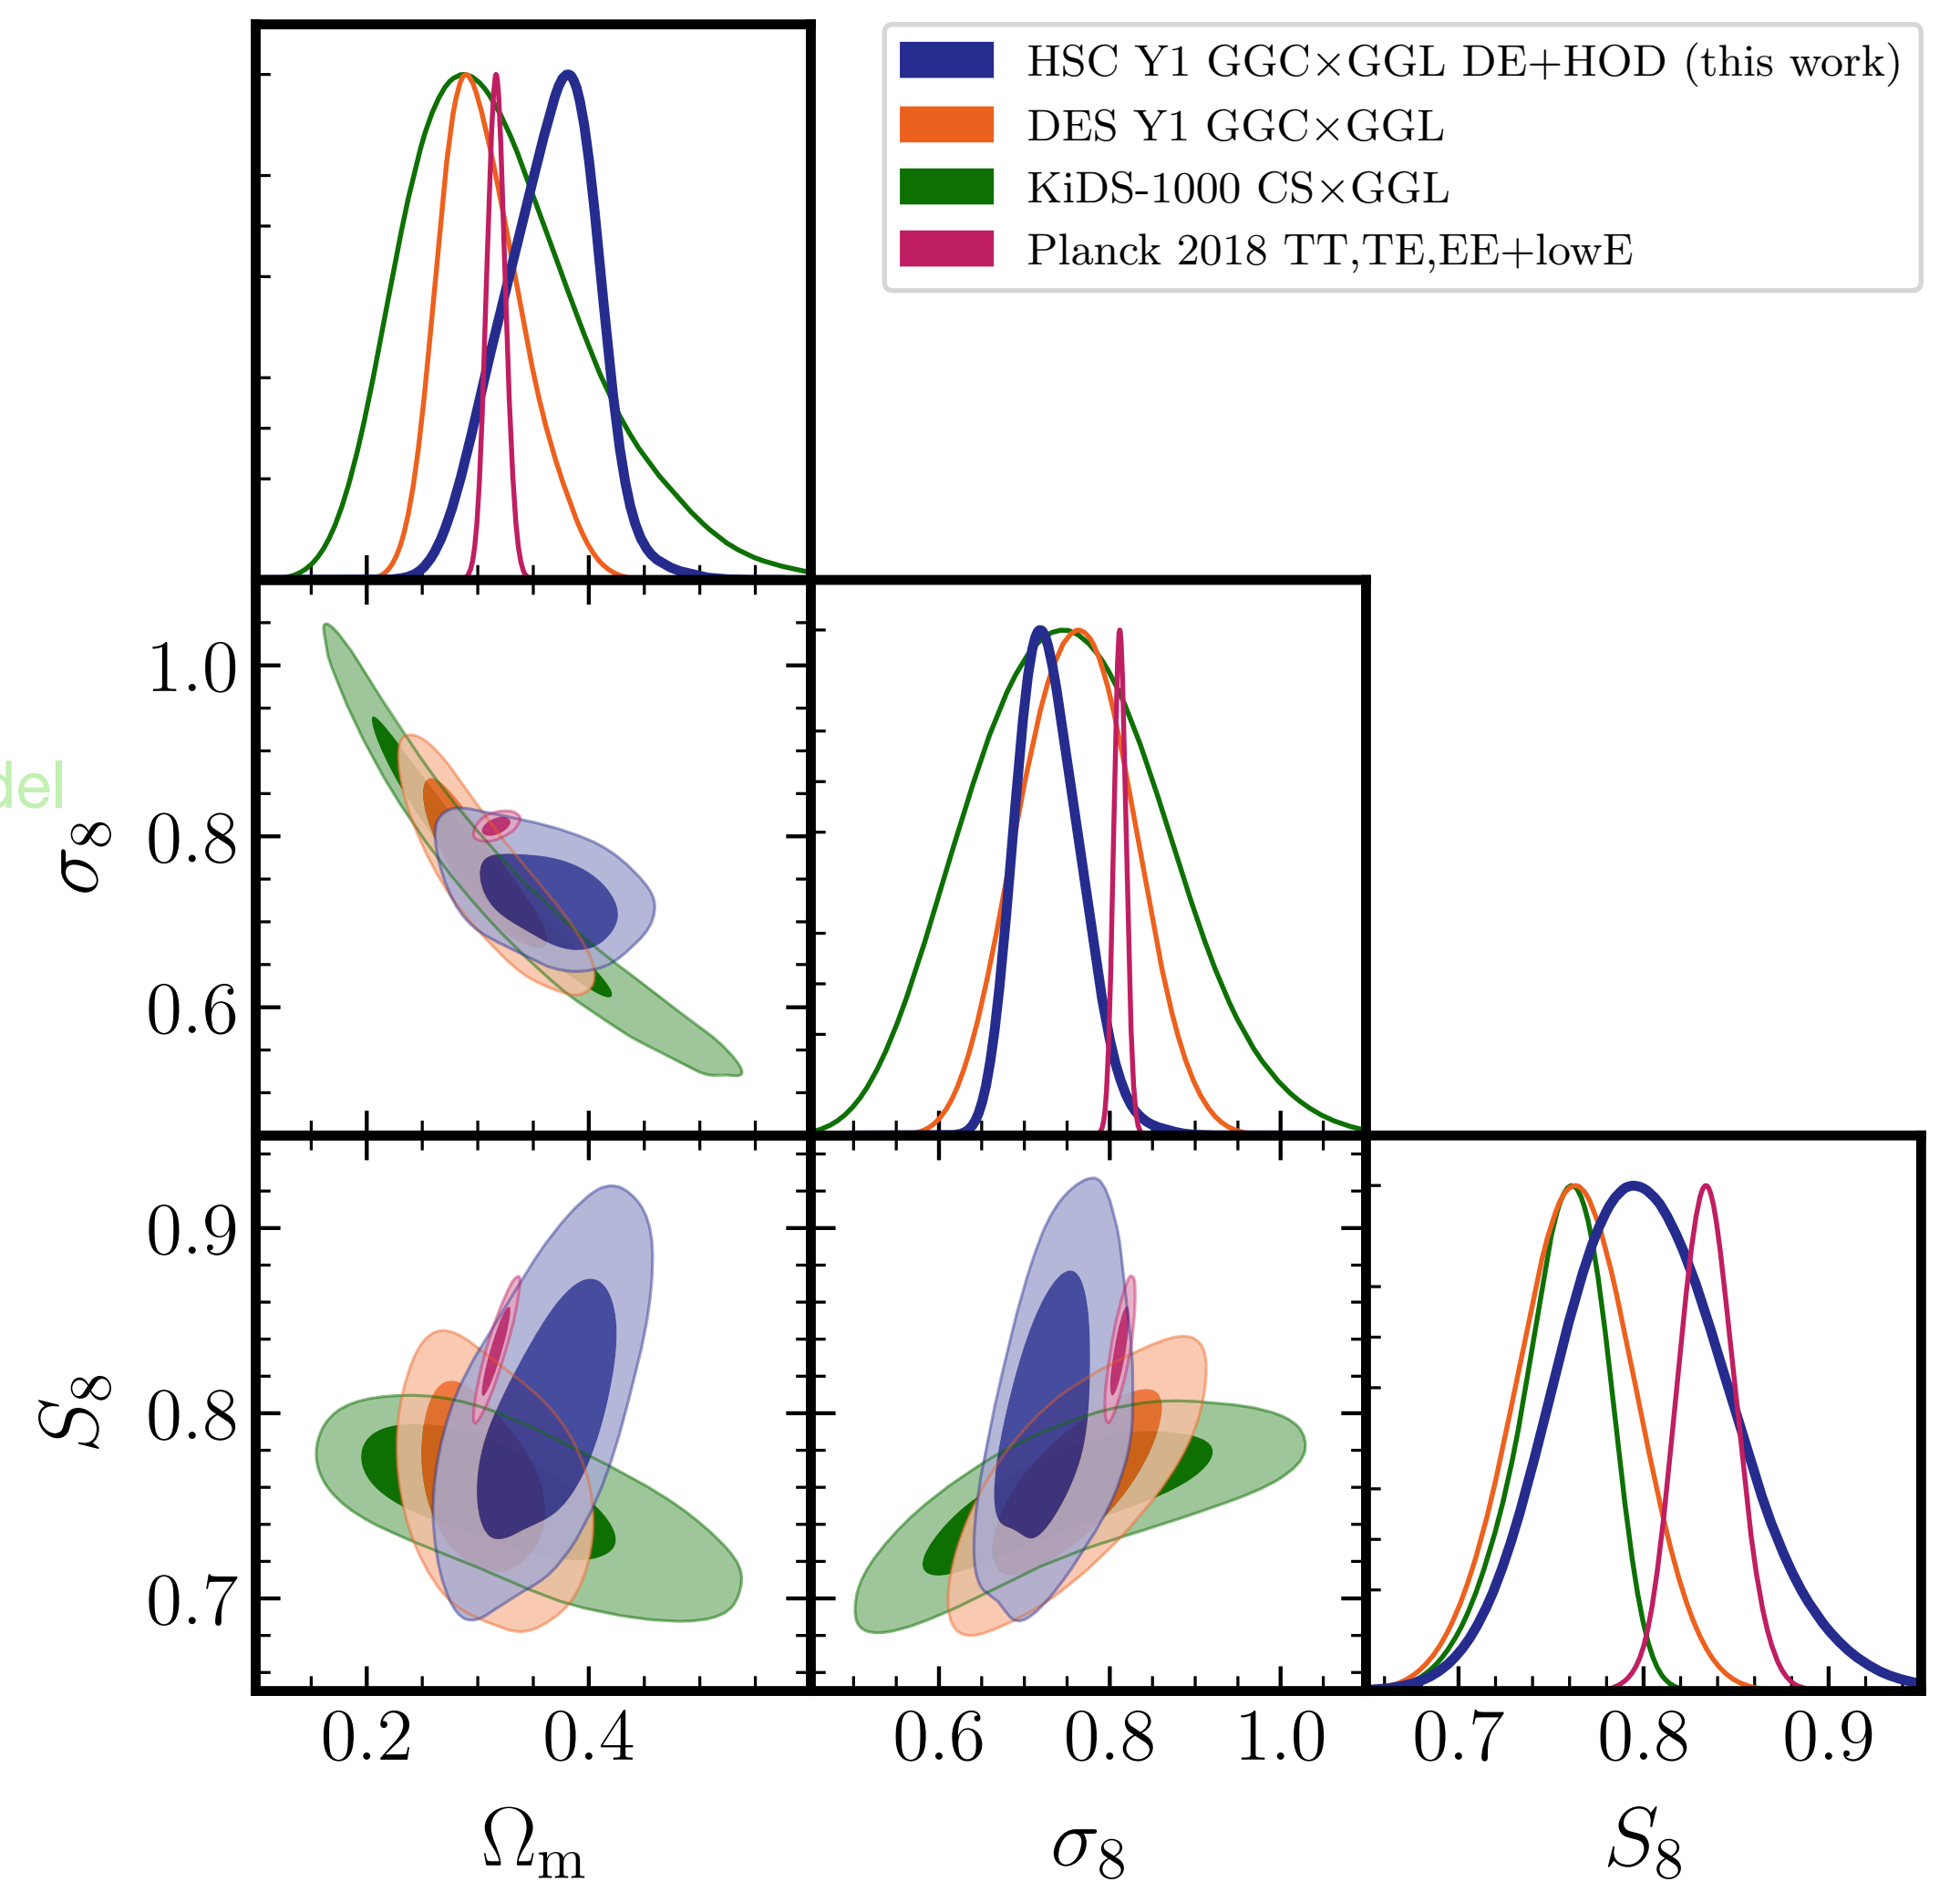 HSC Y1 GGC×GGL DE+HOD (this work)
DES Y1 GGC×GGL
KiDS-1000 CS×GGL
Planck 2018 TT,TE,EE+lowE
1.0
del
σ8
0.8
0.6
0.9
S8
0.8
0.7
0.2 0.4 0.6 0.8 1.0 0.7 0.8 0.9
Ωm σ8 S8